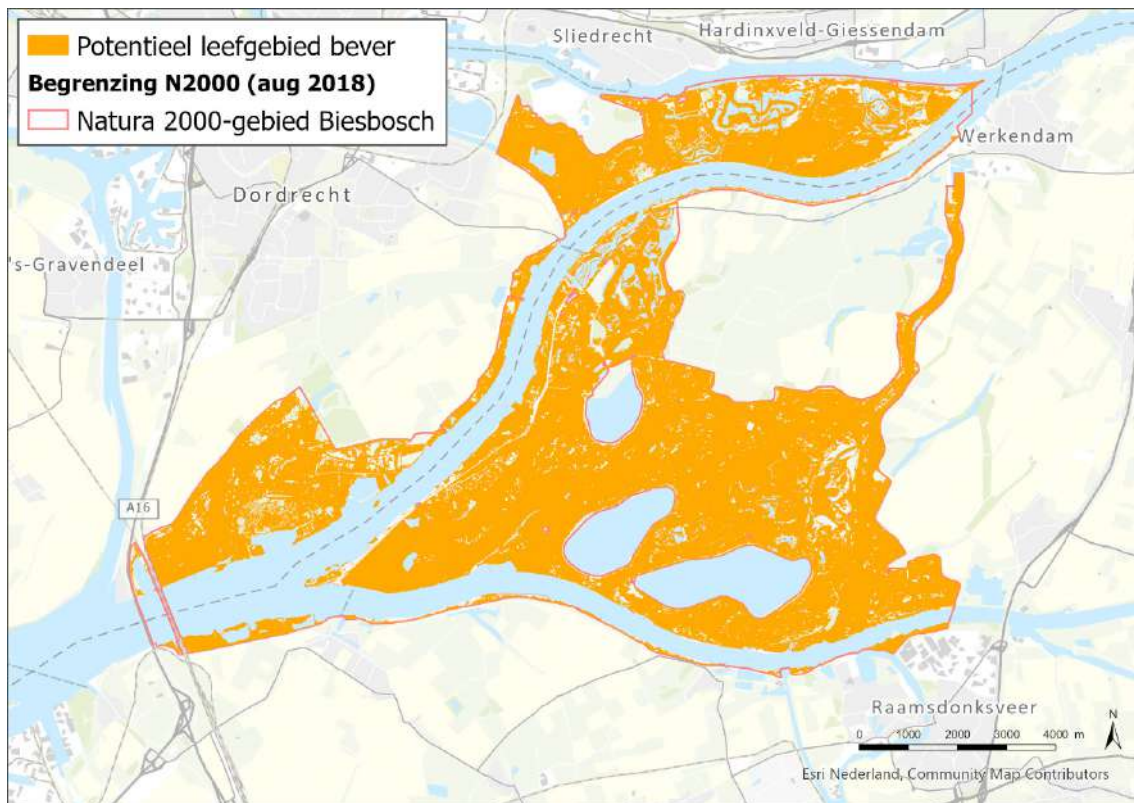 Potentieel leefgebied bever
Begrenzing N2000 (aug 2018)
Natura 2000-gebied Biesbosch
Sliedrecht
Hardinxveld-Giessendam
Werkendam
Dordrecht
's-Gravendeel
A16
Raamsdonksveer
N
0 1000 2000 3000 4000 m
Esri Nederland, Community Map Contributors